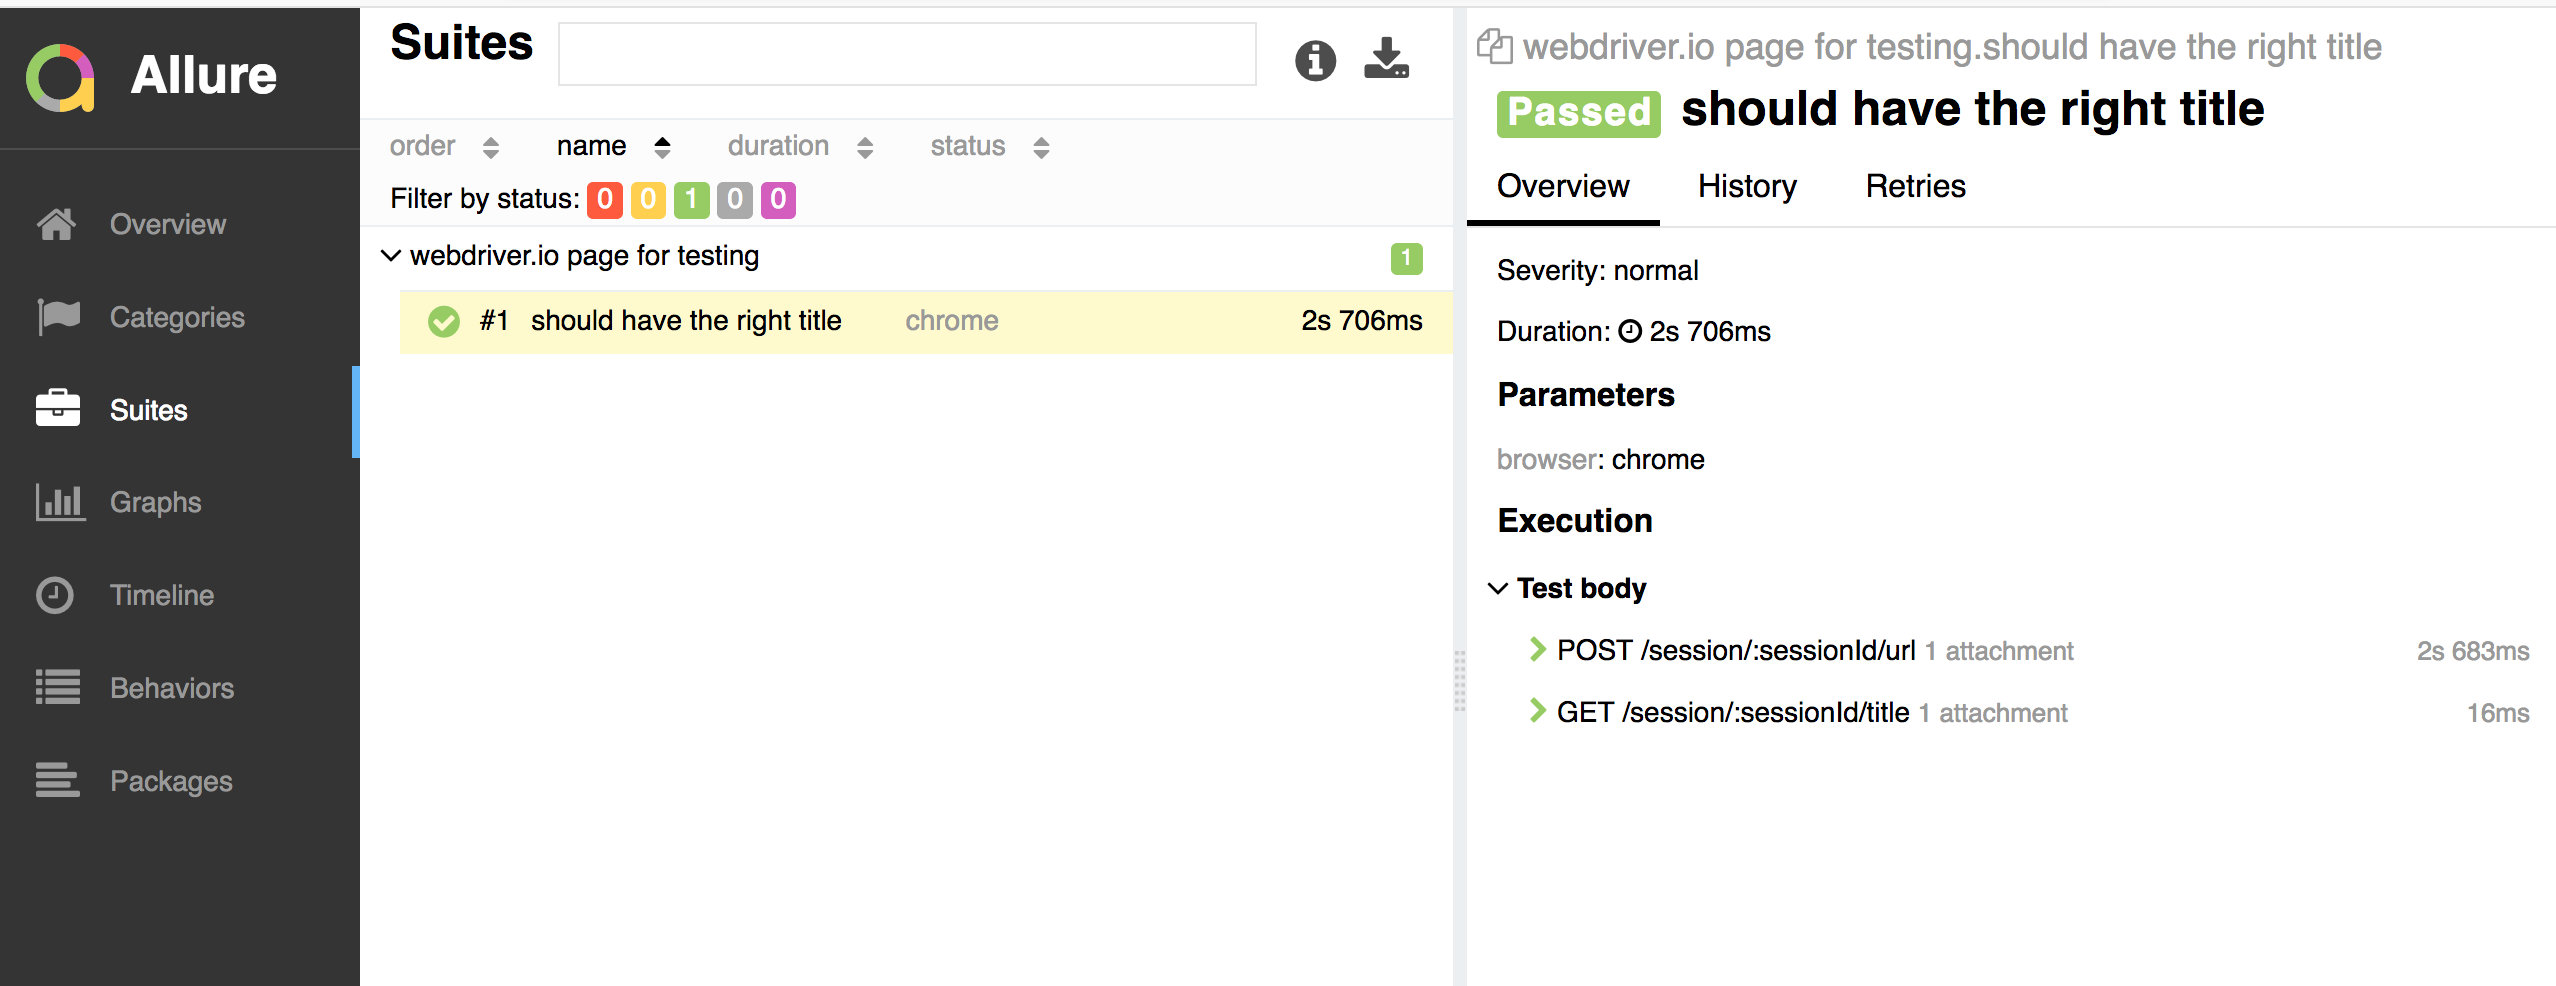 Allure
Overview
Categories
Suites
Graphs
Timeline
Behaviors
Packages
Suites
order name duration status
Filter by status: 0 0 1 0 0
webdriver.io page for testing 1
#1 should have the right title chrome 2s 706ms
webdriver.io page for testing.should have the right title
Passed should have the right title
Overview History Retries
Severity: normal
Duration: 2s 706ms
Parameters
browser: chrome
Execution
Test body
POST /session/:sessionId/url 1 attachment 2s 683ms
GET /session/:sessionId/title 1 attachment 16ms